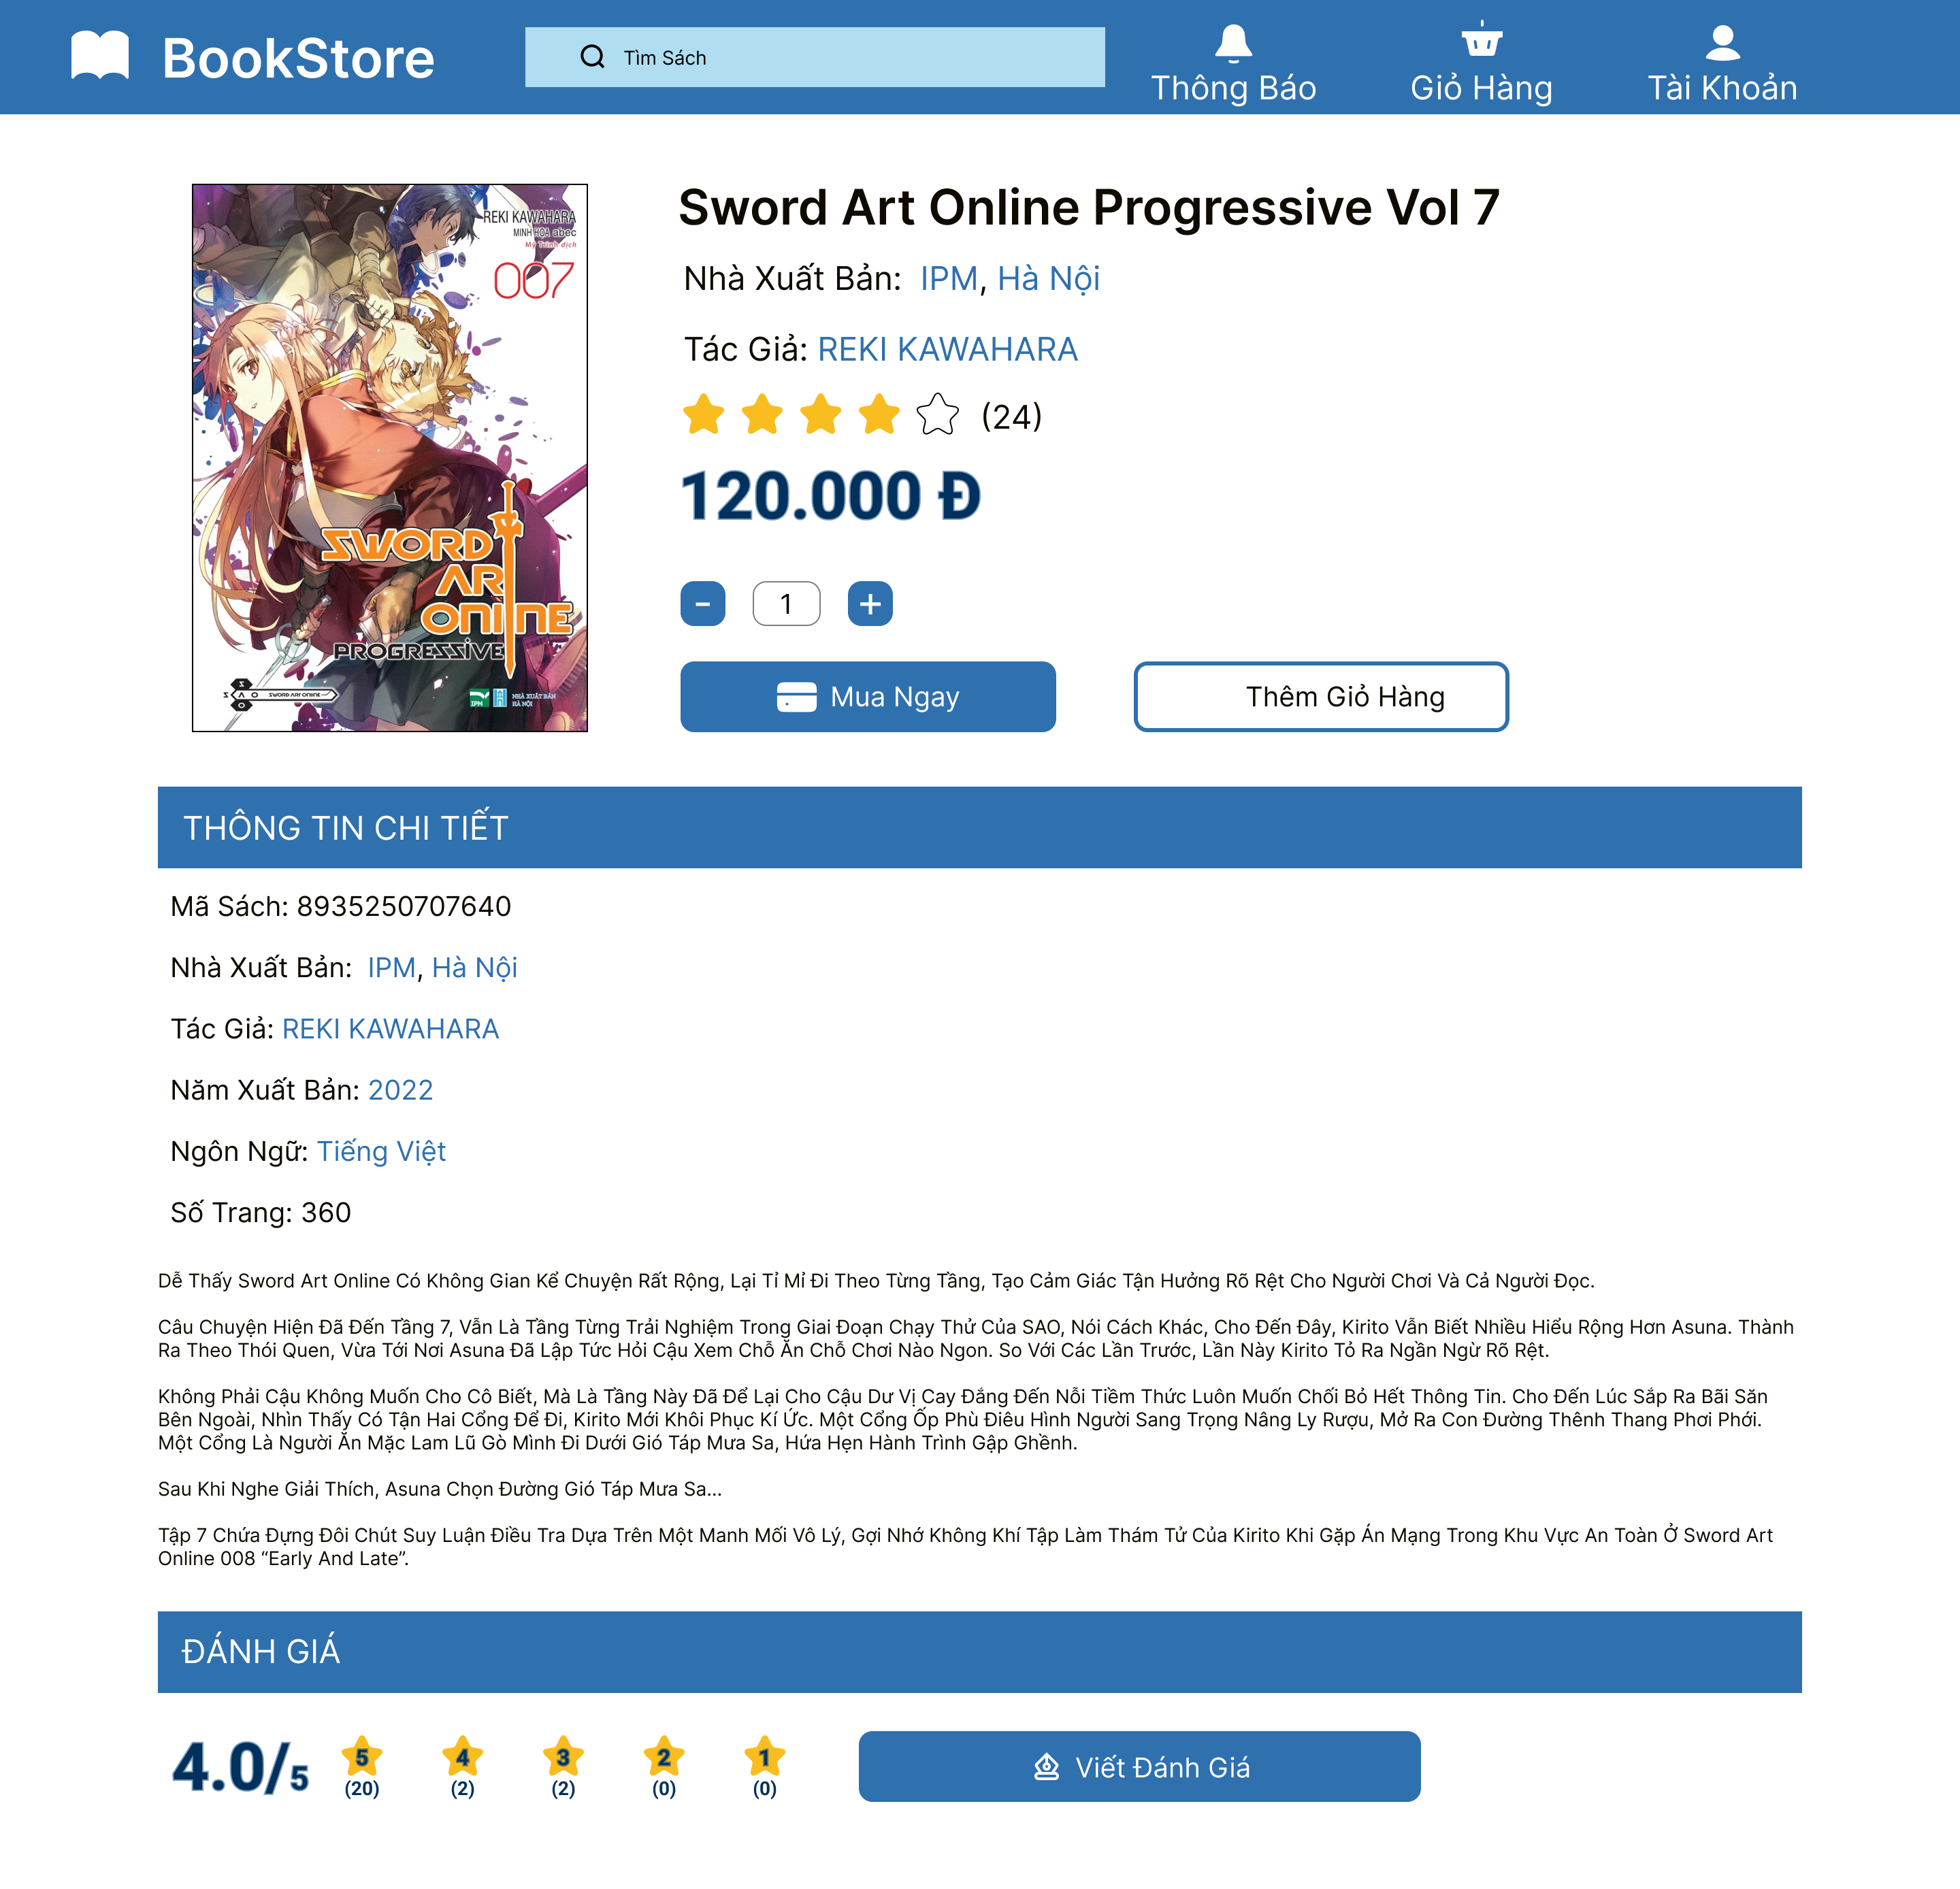 BookStore
Tìm Sách
Thông Báo
Giỏ Hàng
Tài Khoản
REKI KAWAHARA
MINH HOẠ abec
Mỹ Trinh dịch
007
SWORD
ART
ONLINE
PROGRESSIVE
S
S A O SWORD ART ONLINE
O
IPM
NHÀ XUẤT BẢN
HÀ NỘI
Sword Art Online Progressive Vol 7
Nhà Xuất Bản: IPM, Hà Nội
Tác Giả: REKI KAWAHARA
(24)
120.000 Đ
- 1 +
Mua Ngay
Thêm Giỏ Hàng
THÔNG TIN CHI TIẾT
Mã Sách: 8935250707640
Nhà Xuất Bản: IPM, Hà Nội
Tác Giả: REKI KAWAHARA
Năm Xuất Bản: 2022
Ngôn Ngữ: Tiếng Việt
Số Trang: 360
Dễ Thấy Sword Art Online Có Không Gian Kể Chuyện Rất Rộng, Lại Tỉ Mỉ Đi Theo Từng Tầng, Tạo Cảm Giác Tận Hưởng Rõ Rệt Cho Người Chơi Và Cả Người Đọc.
Câu Chuyện Hiện Đã Đến Tầng 7, Vẫn Là Tầng Từng Trải Nghiệm Trong Giai Đoạn Chạy Thử Của SAO, Nói Cách Khác, Cho Đến Đây, Kirito Vẫn Biết Nhiều Hiểu Rộng Hơn Asuna. Thành
Ra Theo Thói Quen, Vừa Tới Nơi Asuna Đã Lập Tức Hỏi Cậu Xem Chỗ Ăn Chỗ Chơi Nào Ngon. So Với Các Lần Trước, Lần Này Kirito Tỏ Ra Ngần Ngừ Rõ Rệt.
Không Phải Cậu Không Muốn Cho Cô Biết, Mà Là Tầng Này Đã Để Lại Cho Cậu Dư Vị Cay Đắng Đến Nỗi Tiềm Thức Luôn Muốn Chối Bỏ Hết Thông Tin. Cho Đến Lúc Sắp Ra Bãi Săn
Bên Ngoài, Nhìn Thấy Có Tận Hai Cổng Để Đi, Kirito Mới Khôi Phục Kí Ức. Một Cổng Ốp Phù Điêu Hình Người Sang Trọng Nâng Ly Rượu, Mở Ra Con Đường Thênh Thang Phơi Phới.
Một Cổng Là Người Ăn Mặc Lam Lũ Gò Mình Đi Dưới Gió Táp Mưa Sa, Hứa Hẹn Hành Trình Gập Ghềnh.
Sau Khi Nghe Giải Thích, Asuna Chọn Đường Gió Táp Mưa Sa...
Tập 7 Chứa Đựng Đôi Chút Suy Luận Điều Tra Dựa Trên Một Manh Mối Vô Lý, Gợi Nhớ Không Khí Tập Làm Thám Tử Của Kirito Khi Gặp Án Mạng Trong Khu Vực An Toàn Ở Sword Art
Online 008 “Early And Late”.
ĐÁNH GIÁ
4.0/5
5 4 3 2 1
(20) (2) (2) (0) (0)
Viết Đánh Giá